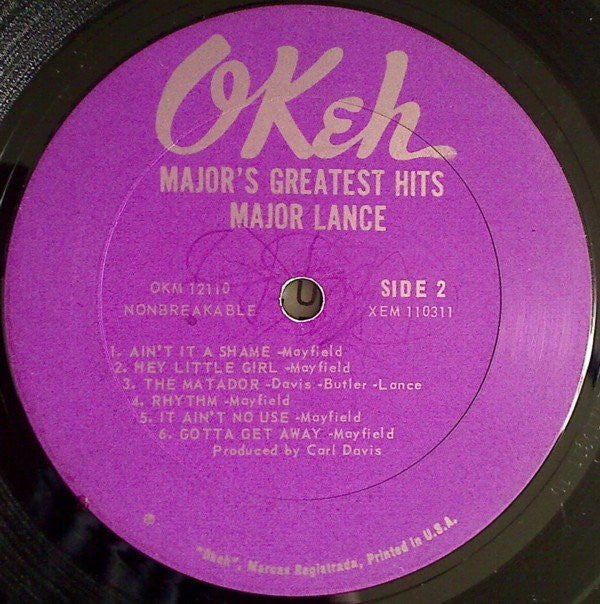 OKeh
MAJOR'S GREATEST HITS
MAJOR LANCE
OKM 12110
NONBREAKABLE
U
SIDE 2
XEM 110311
1. AIN'T IT A SHAME -Mayfield
2. HEY LITTLE GIRL -Mayfield
3. THE MATADOR -Davis -Butler -Lance
4. RHYTHM -Mayfield
5. IT AIN'T NO USE -Mayfield
6. GOTTA GET AWAY -Mayfield
Produced by Carl Davis
"Okeh", Marcas Registrada, Printed in U.S.A.